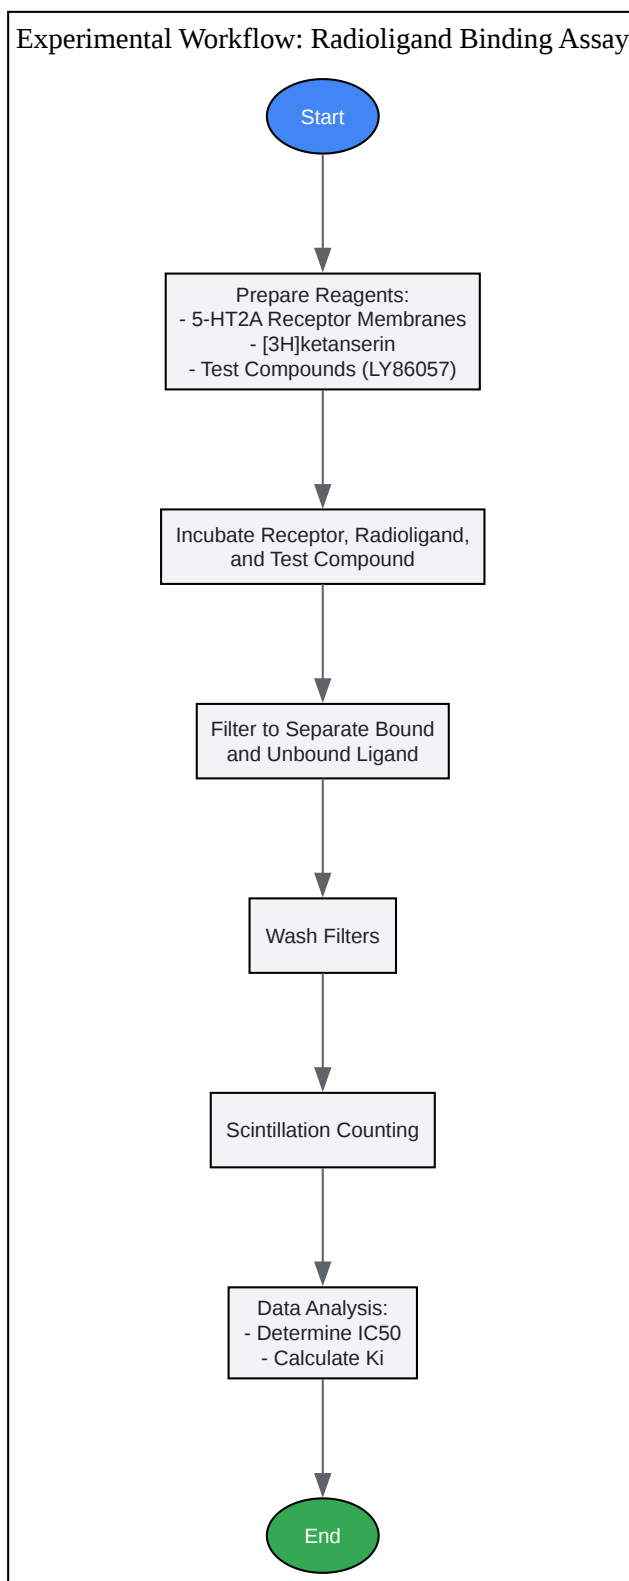 Experimental Workflow: Radioligand Binding Assay
Start
Prepare Reagents:
- 5-HT2A Receptor Membranes
- [3H]ketanserin
- Test Compounds (LY86057)
Incubate Receptor, Radioligand,
and Test Compound
Filter to Separate Bound
and Unbound Ligand
Wash Filters
Scintillation Counting
Data Analysis:
- Determine IC50
- Calculate Ki
End